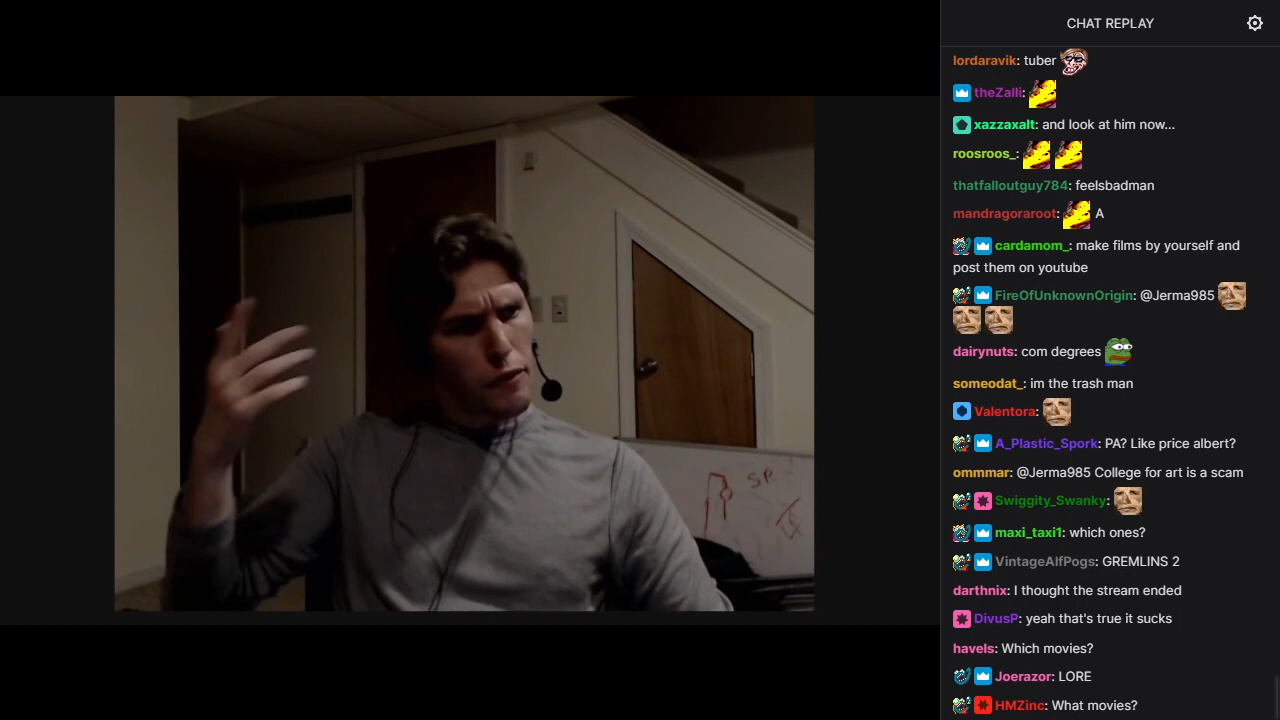 CHAT REPLAY
lordaravik: tuber
theZalli:
xazzaxalt: and look at him now...
roosroos_:
thatfalloutguy784: feelsbadman
mandragoraroot: A
cardamom_: make films by yourself and
post them on youtube
FireOfUnknownOrigin: @Jerma985
dairynuts: com degrees
someodat_: im the trash man
Valentora:
A_Plastic_Spork: PA? Like price albert?
ommmar: @Jerma985 College for art is a scam
Swiggity_Swanky:
maxi_taxi1: which ones?
VintageAlfPogs: GREMLINS 2
darthnix: I thought the stream ended
DivusP: yeah that's true it sucks
havels: Which movies?
Joerazor: LORE
HMZinc: What movies?